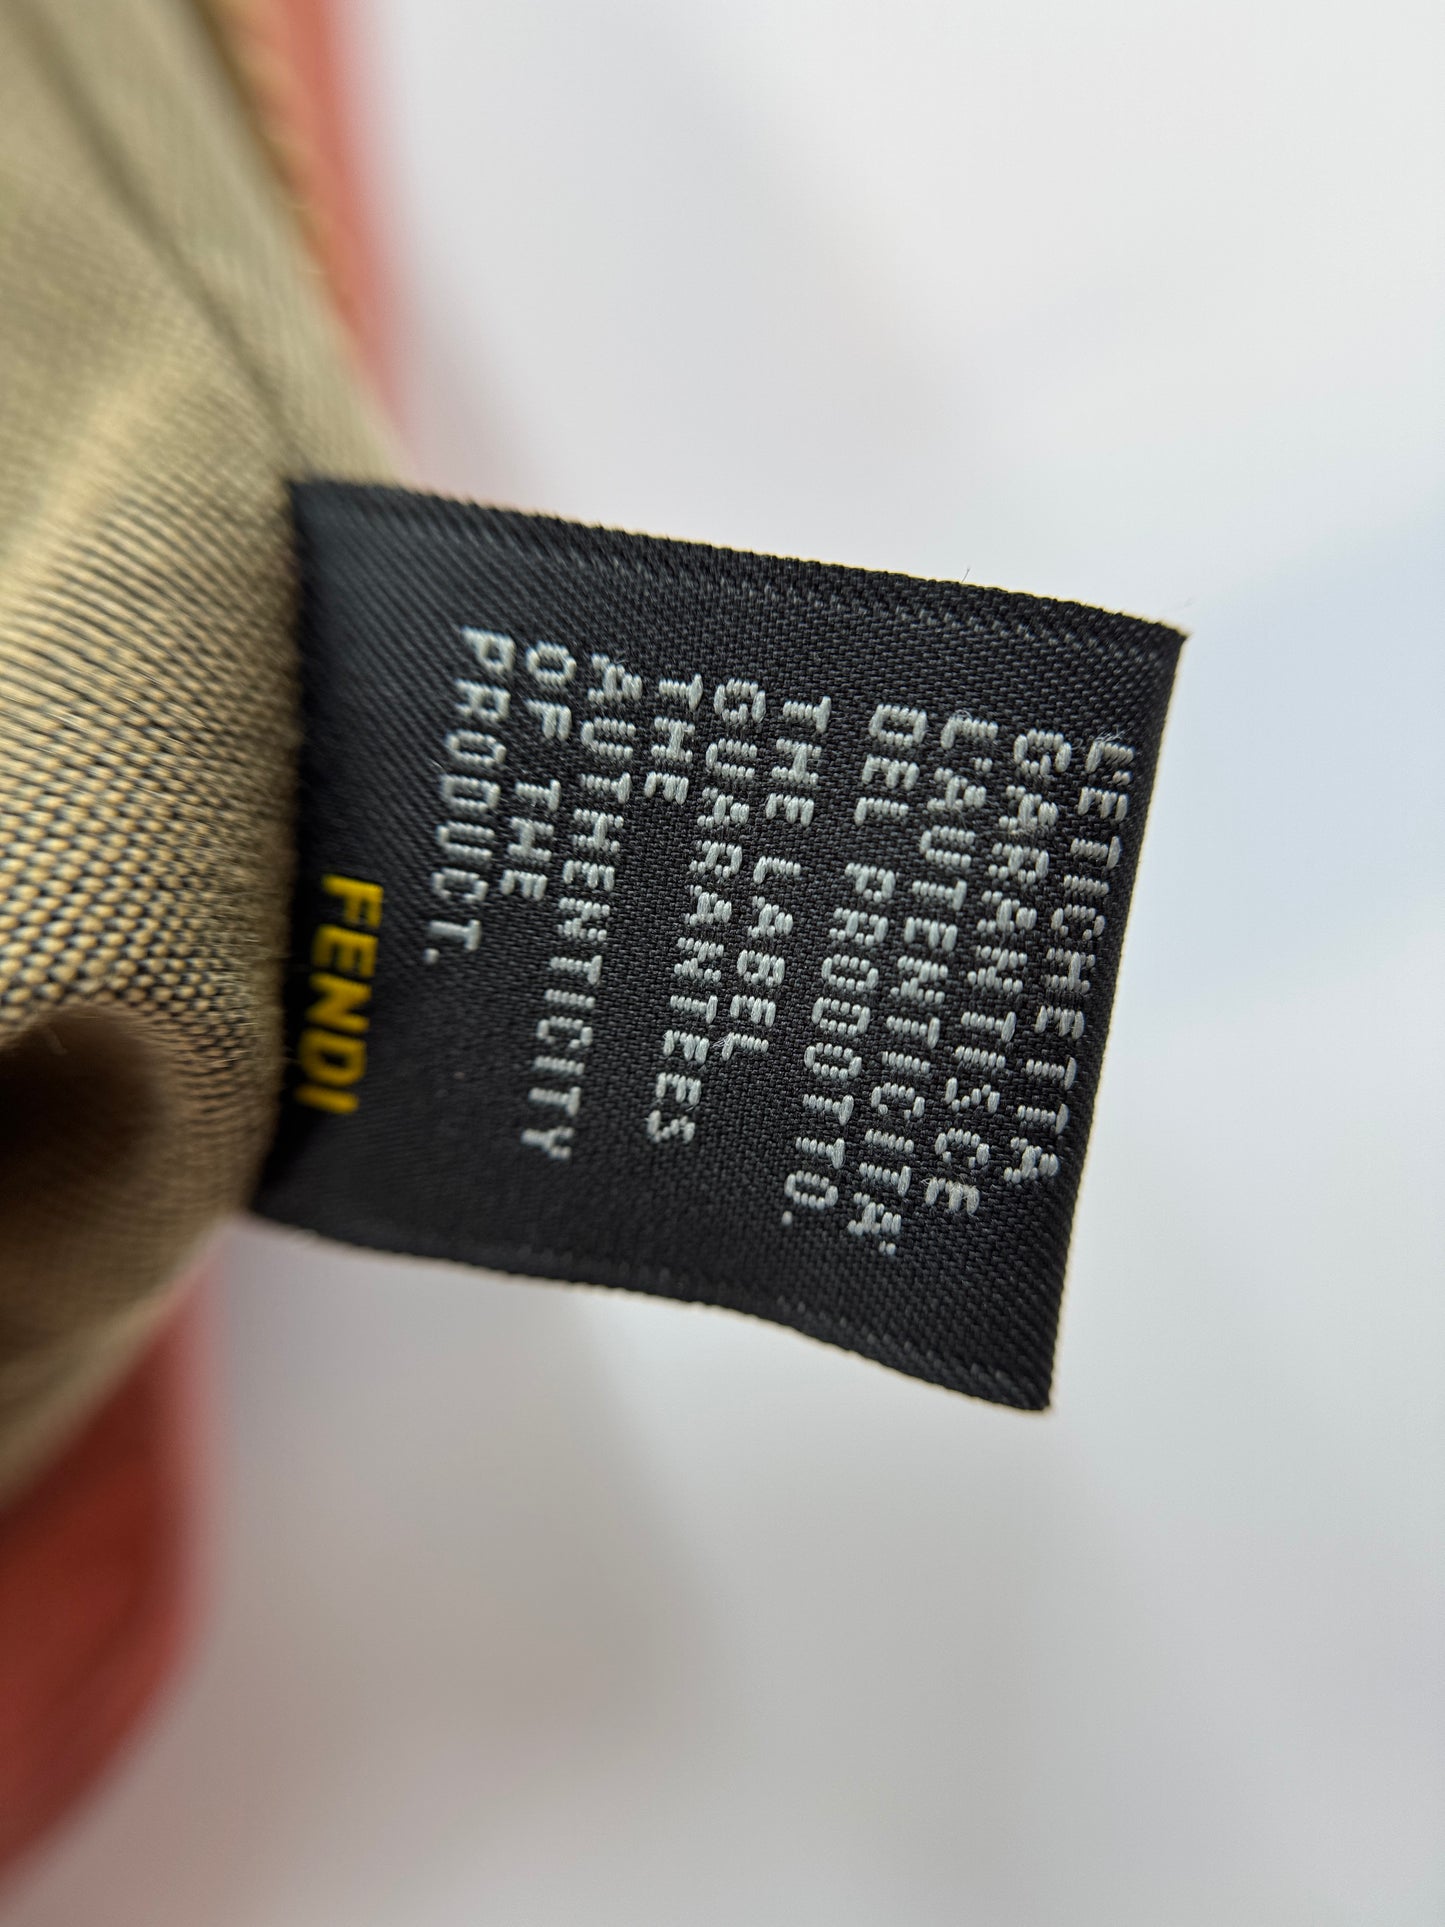 L'ETICHETTA
GARANTISCE
L'AUTENTICITA'
DEL PRODOTTO.
THE LABEL
GUARANTEES
THE
AUTHENTICITY
OF THE
PRODUCT.
FENDI